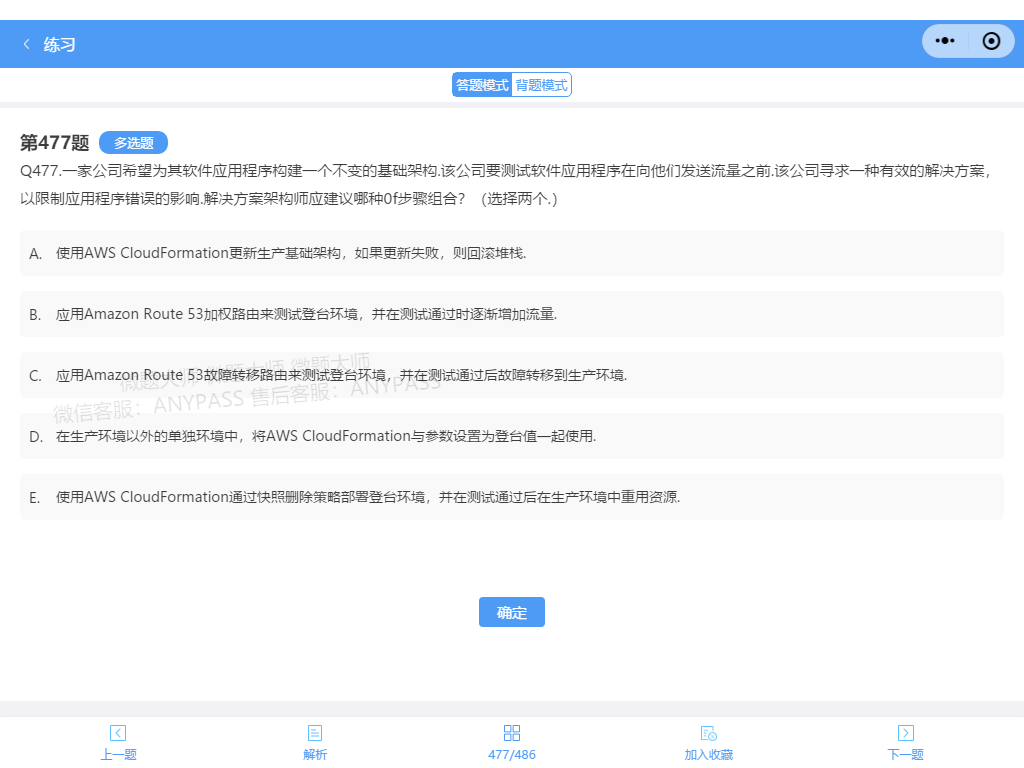 练习
答题模式 背题模式
第477题 多选题
Q477.一家公司希望为其软件应用程序构建一个不变的基础架构.该公司要测试软件应用程序在向他们发送流量之前.该公司寻求一种有效的解决方案，
以限制应用程序错误的影响.解决方案架构师应建议哪种0f步骤组合？（选择两个.）
A. 使用AWS CloudFormation更新生产基础架构，如果更新失败，则回滚堆栈.
B. 应用Amazon Route 53加权路由来测试登台环境，并在测试通过时逐渐增加流量.
C. 应用Amazon Route 53故障转移路由来测试登台环境，并在测试通过后故障转移到生产环境.
微题大师 微题大师 微题大师
微信客服：ANYPASS 售后客服：ANYPASS
D. 在生产环境以外的单独环境中，将AWS CloudFormation与参数设置为登台值一起使用.
E. 使用AWS CloudFormation通过快照删除策略部署登台环境，并在测试通过后在生产环境中重用资源.
确定
上一题 解析 477/486 加入收藏 下一题